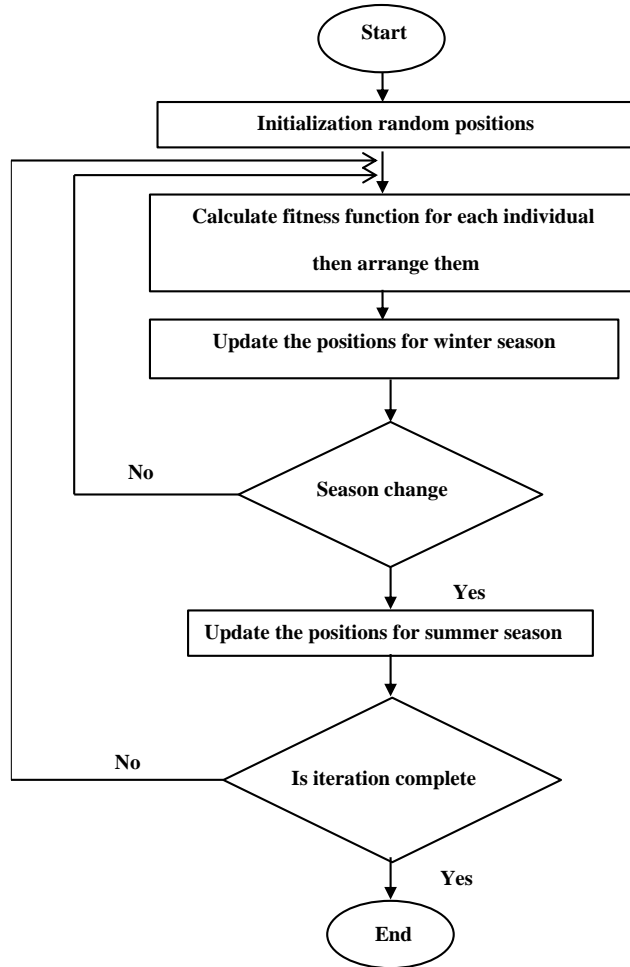 Start
Initialization random positions
Calculate fitness function for each individual
then arrange them
Update the positions for winter season
No
Season change
Yes
Update the positions for summer season
No
Is iteration complete
Yes
End